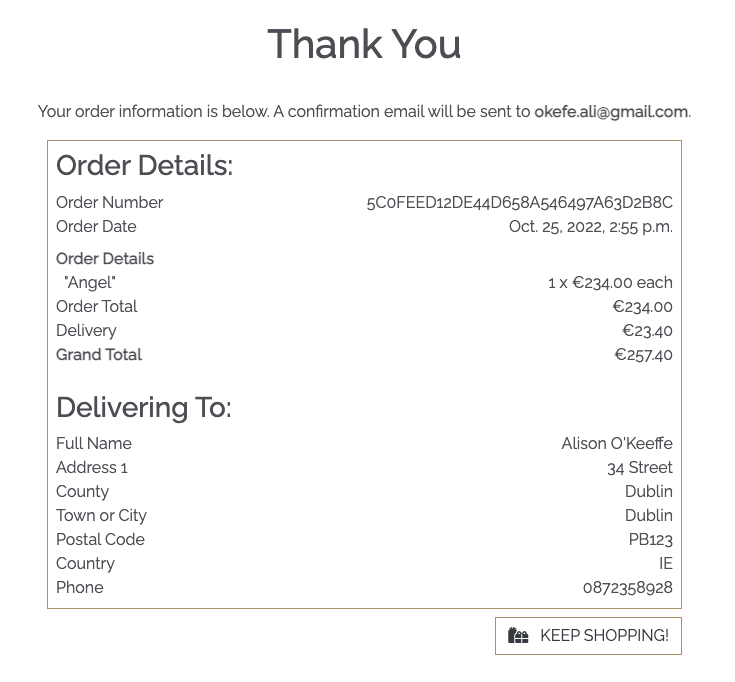 Thank You
Your order information is below. A confirmation email will be sent to okefe.ali@gmail.com.
Order Details:
Order Number 5C0FEED12DE44D658A546497A63D2B8C
Order Date Oct. 25, 2022, 2:55 p.m.
Order Details
"Angel" 1 x €234.00 each
Order Total €234.00
Delivery €23.40
Grand Total €257.40
Delivering To:
Full Name Alison O'Keeffe
Address 1 34 Street
County Dublin
Town or City Dublin
Postal Code PB123
Country IE
Phone 0872358928
KEEP SHOPPING!